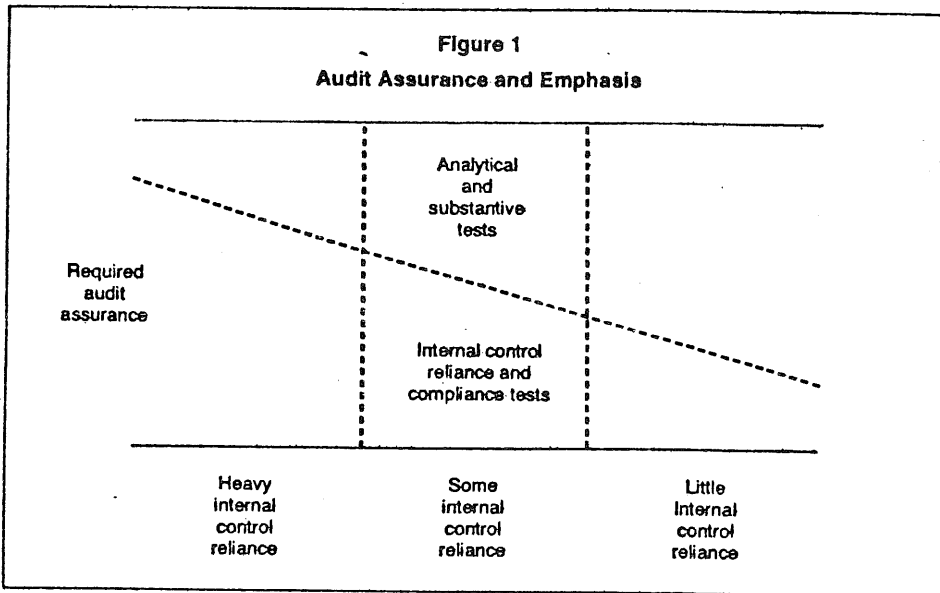 Figure 1
Audit Assurance and Emphasis
Analytical
and
substantive
tests
Required
audit
assurance
Internal control
reliance and
compliance tests
Heavy
internal
control
reliance
Some
internal
control
reliance
Little
Internal
control
reliance